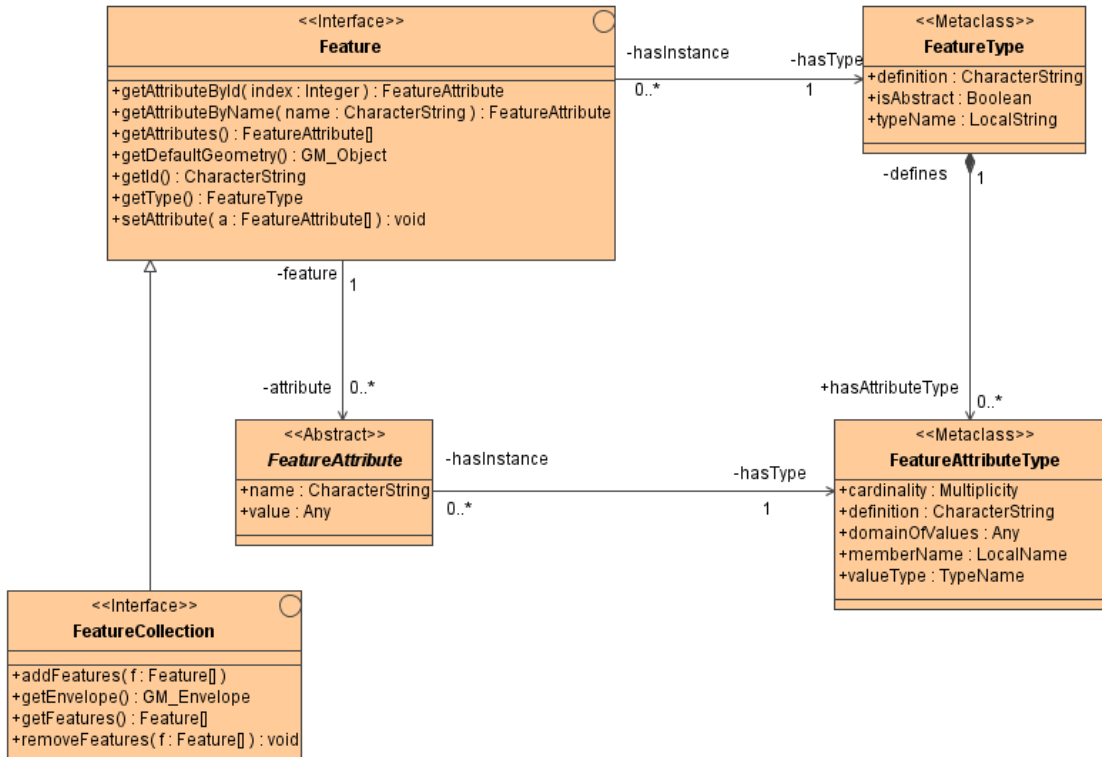 <<Interface>>
Feature
+getAttributeById( index : Integer ) : FeatureAttribute
+getAttributeByName( name : CharacterString ) : FeatureAttribute
+getAttributes() : FeatureAttribute[]
+getDefaultGeometry() : GM_Object
+getId() : CharacterString
+getType() : FeatureType
+setAttribute( a : FeatureAttribute[] ) : void
-hasInstance
0..*
-hasType
1
<<Metaclass>>
FeatureType
+definition : CharacterString
+isAbstract : Boolean
+typeName : LocalString
-defines
1
-feature
1
-attribute
0..*
+hasAttributeType
0..*
<<Abstract>>
FeatureAttribute
+name : CharacterString
+value : Any
-hasInstance
0..*
-hasType
1
<<Metaclass>>
FeatureAttributeType
+cardinality : Multiplicity
+definition : CharacterString
+domainOfValues : Any
+memberName : LocalName
+valueType : TypeName
<<Interface>>
FeatureCollection
+addFeatures( f : Feature[] )
+getEnvelope() : GM_Envelope
+getFeatures() : Feature[]
+removeFeatures( f : Feature[] ) : void